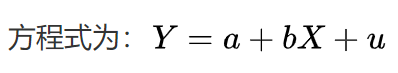 方程式为：Y = a + bX + u